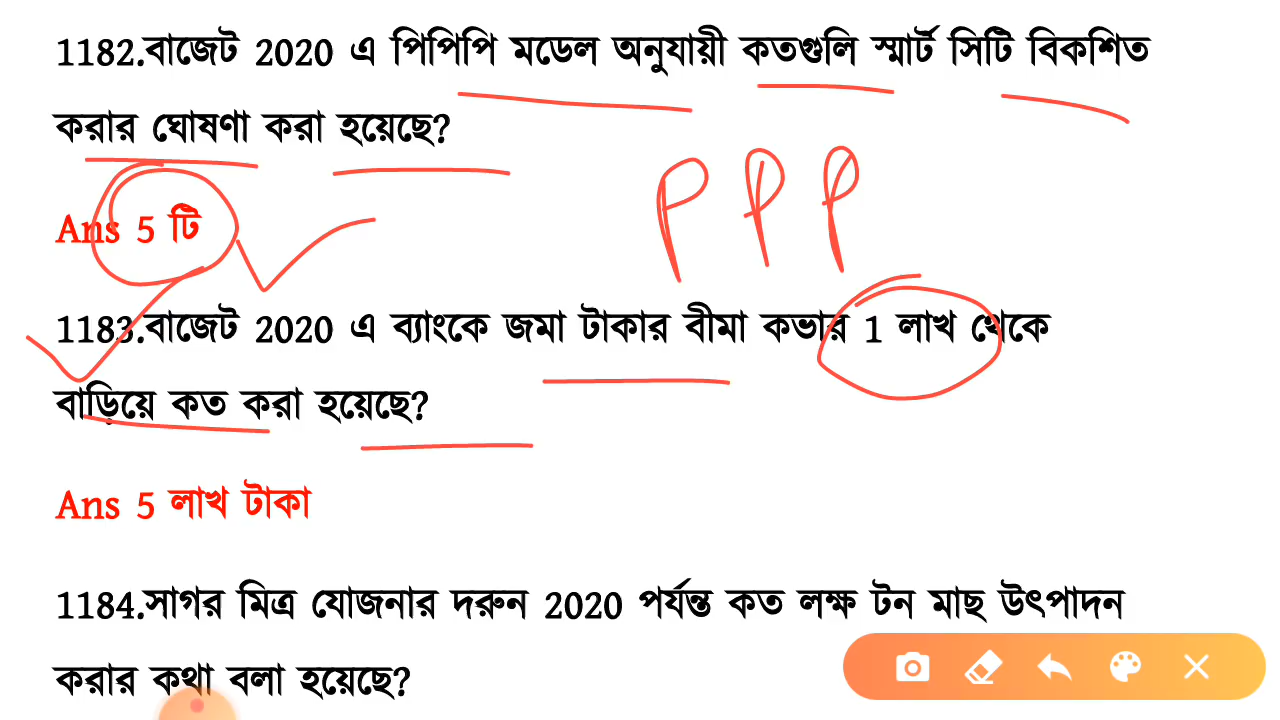 1182.বাজেট 2020 এ পিপিপি মডেল অনুযায়ী কতগুলি স্মার্ট সিটি বিকশিত
করার ঘোষণা করা হয়েছে?
PPP
Ans 5 টি
1183.বাজেট 2020 এ ব্যাংকে জমা টাকার বীমা কভার 1 লাখ থেকে
বাড়িয়ে কত করা হয়েছে?
Ans 5 লাখ টাকা
1184.সাগর মিত্র যোজনার দরুন 2020 পর্যন্ত কত লক্ষ টন মাছ উৎপাদন
করার কথা বলা হয়েছে?